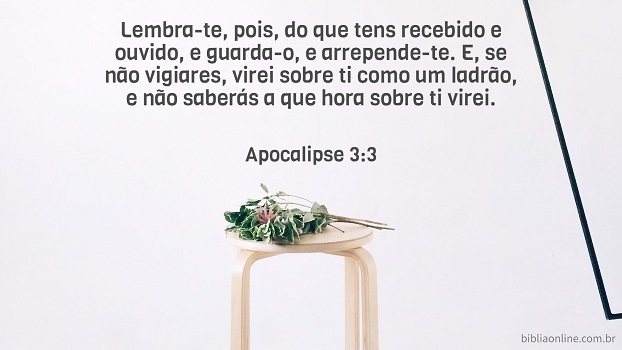 Lembra-te, pois, do que tens recebido e
ouvido, e guarda-o, e arrepende-te. E, se
não vigiares, virei sobre ti como um ladrão,
e não saberás a que hora sobre ti virei.
Apocalipse 3:3
bibliaonline.com.br